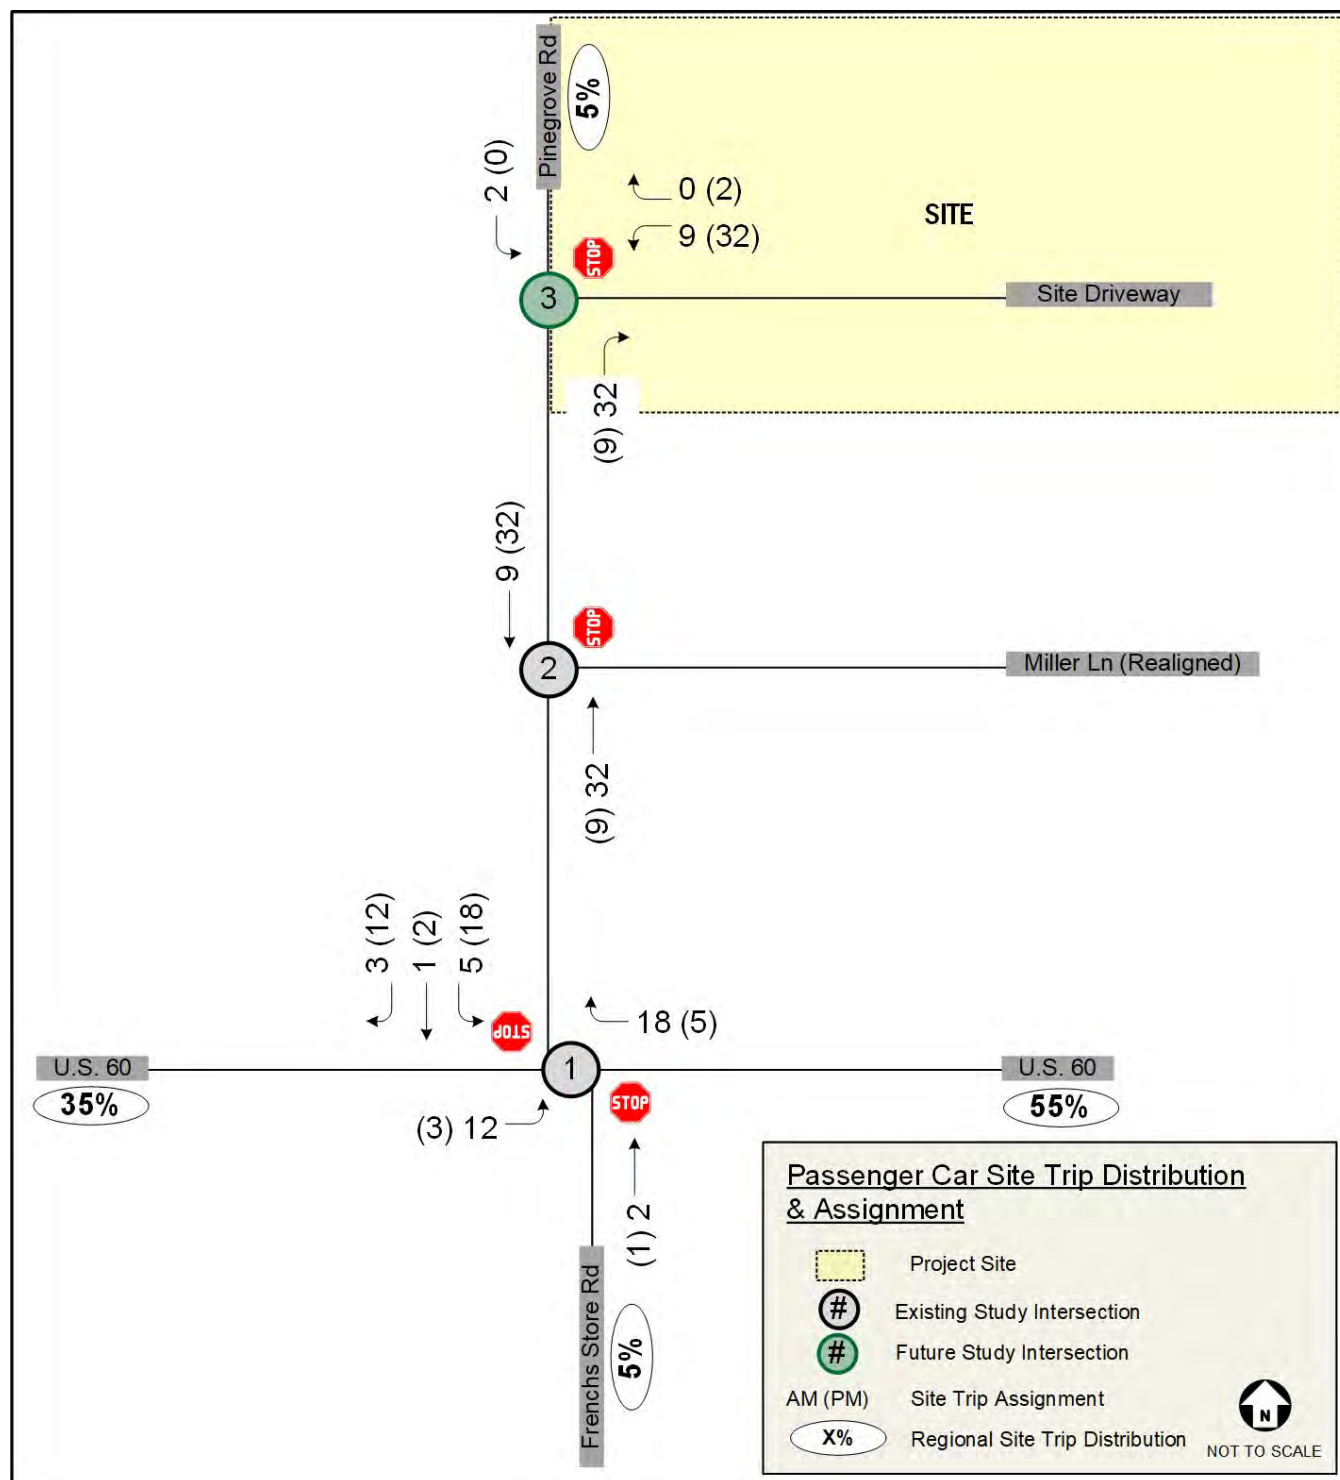 Pinegrove Rd
5%
2 (0)
0 (2)
9 (32)
SITE
STOP
3
Site Driveway
(9) 32
9 (32)
STOP
2
Miller Ln (Realigned)
(9) 32
3 (12)
1 (2)
5 (18)
STOP
18 (5)
U.S. 60
35%
1
U.S. 60
55%
(3) 12
STOP
(1) 2
Frenchs Store Rd
5%
Passenger Car Site Trip Distribution
& Assignment
Project Site
# Existing Study Intersection
# Future Study Intersection
AM (PM) Site Trip Assignment
X% Regional Site Trip Distribution
N
NOT TO SCALE